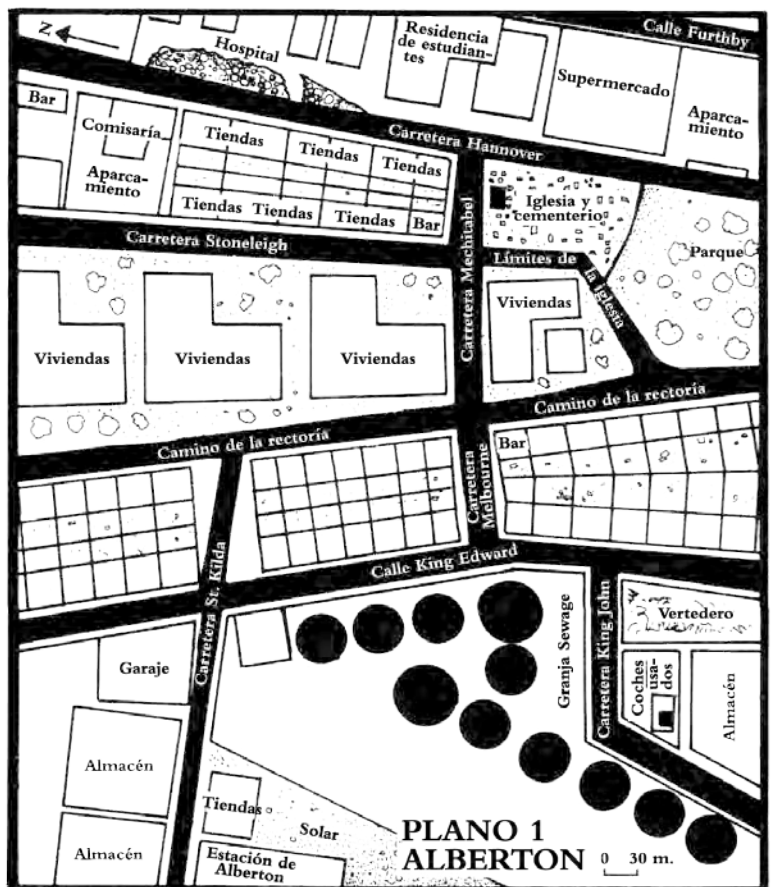 Calle Furthby
Z
Hospital
Residencia
de estudian-
tes
Supermercado
Aparca-
miento
Bar
Comisaría
Aparca-
miento
Tiendas
Tiendas
Tiendas
Carretera Hannover
Tiendas
Tiendas
Tiendas
Bar
Iglesia y
cementerio
Carretera Stoneleigh
Carretera Mechitabel
Límites de
la iglesia
Parque
Viviendas
Viviendas
Viviendas
Viviendas
Camino de la rectoría
Camino de la rectoría
Bar
Carretera
Melbourne
Calle King Edward
Carretera St. Kilda
Granja Sewage
Carretera King John
Vertedero
Garaje
Coches
usa-
dos
Almacén
Almacén
Tiendas
Solar
Almacén
Estación de
Alberton
PLANO 1
ALBERTON
0 30 m.